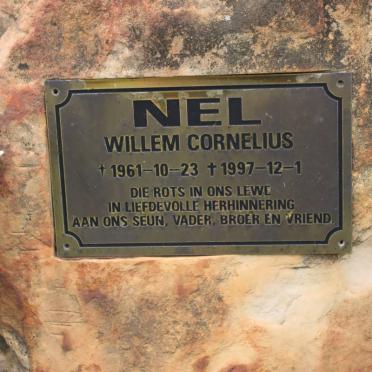 NEL
WILLEM CORNELIUS
†1961-10-23 †1997-12-1
DIE ROTS IN ONS LEWE
IN LIEFDEVOLLE HERHINNERING
AAN ONS SEUN, VADER, BROER EN VRIEND.